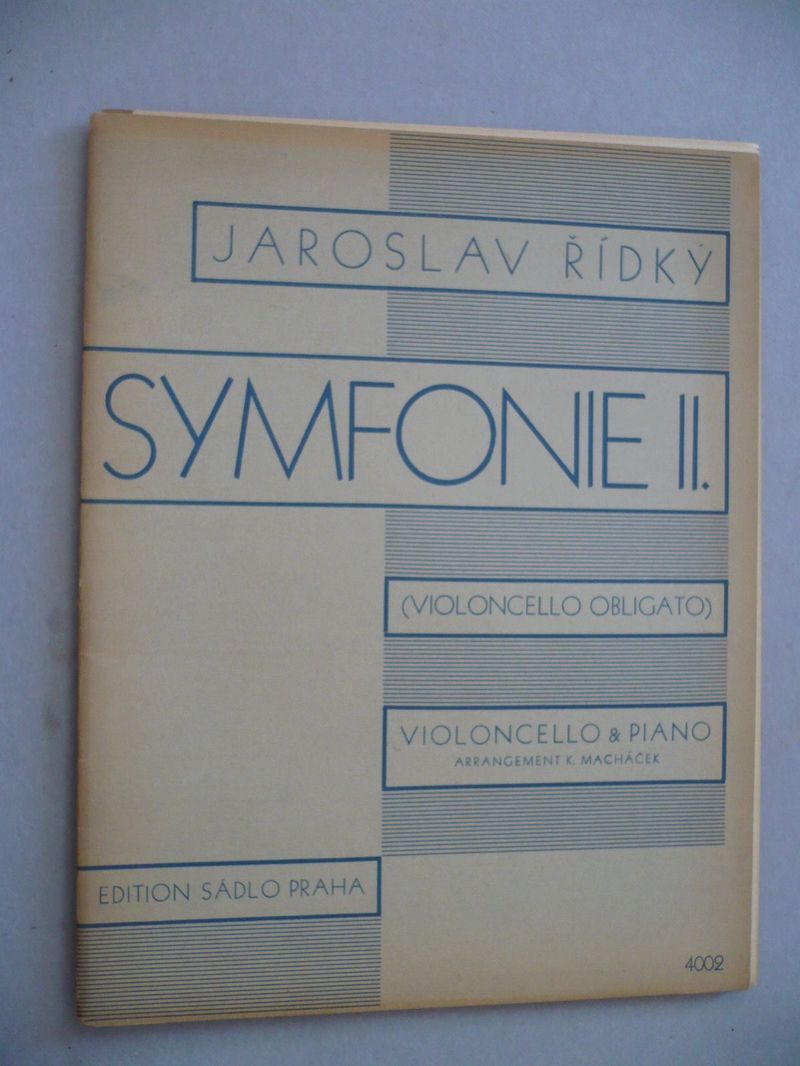 JAROSLAV ŘÍDKÝ
SYMFONIE II.
(VIOLONCELLO OBLIGATO)
VIOLONCELLO & PIANO
ARRANGEMENT K. MACHÁČEK
EDITION SÁDLO PRAHA
4002